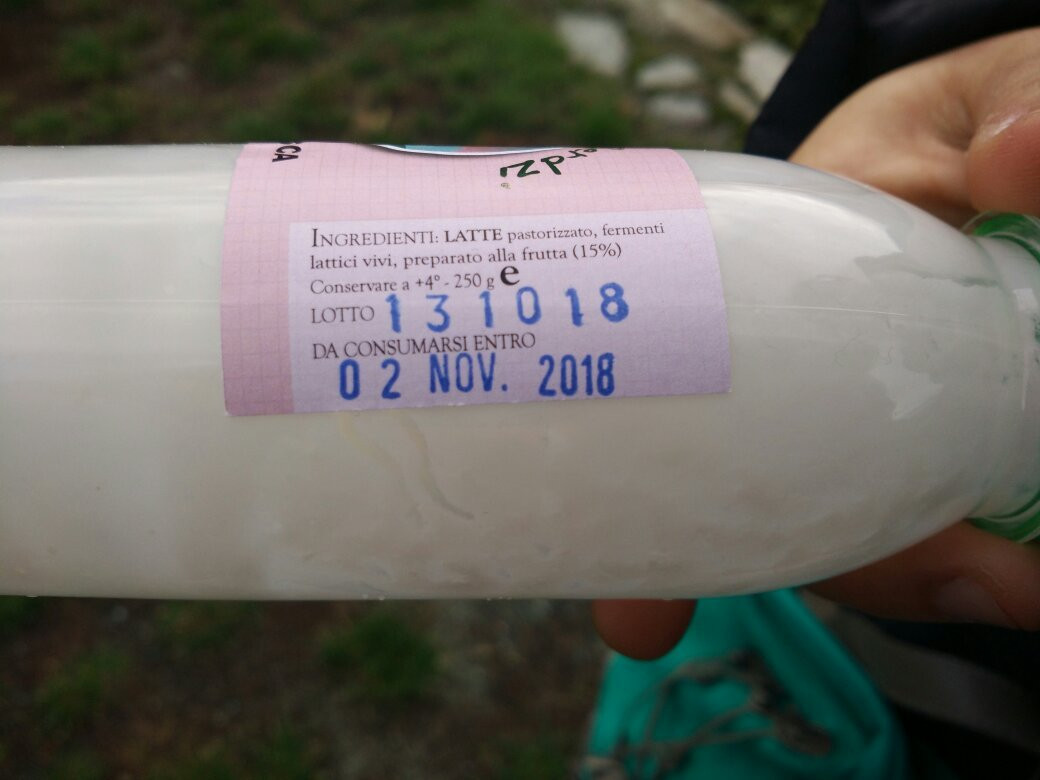 CA
INGREDIENTI: LATTE pastorizzato, fermenti
lattici vivi, preparato alla frutta (15%)
Conservare a +4° - 250 g e
LOTTO 131018
DA CONSUMARSI ENTRO
02 NOV. 2018